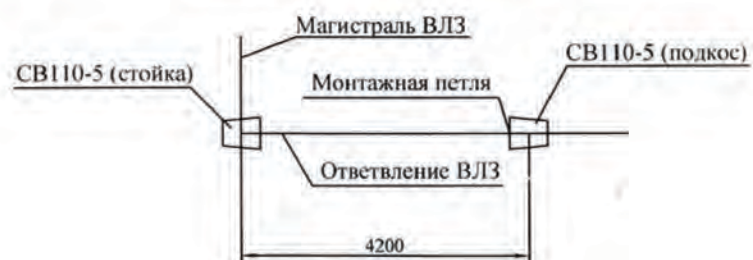 Магистраль ВЛЗ
СВ110-5 (подкос)
СВ110-5 (стойка)
Монтажная петля
Ответвление ВЛЗ
4200